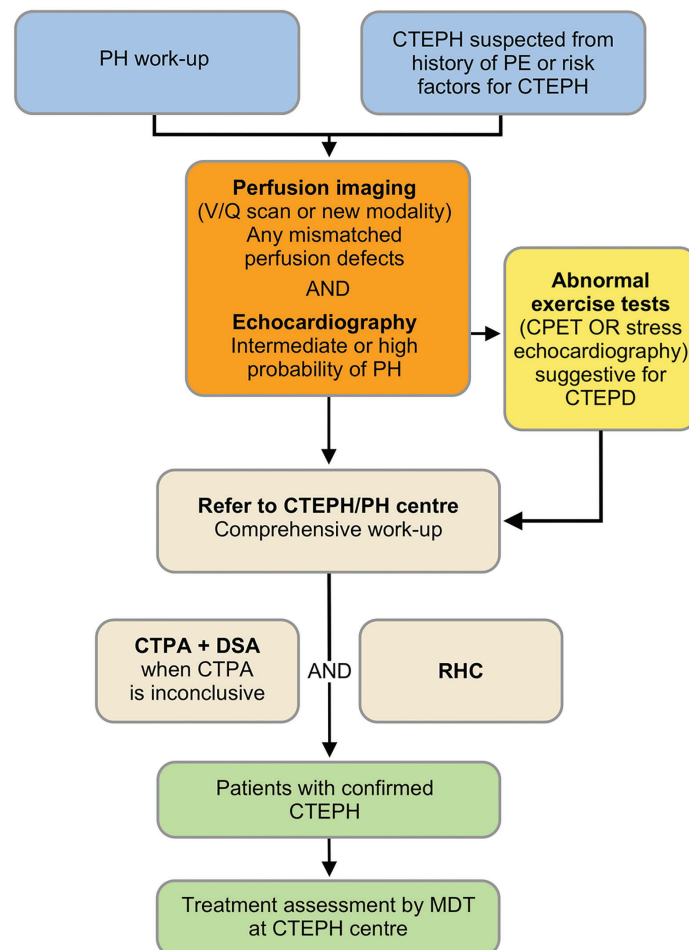 PH work-up
CTEPH suspected from
history of PE or risk
factors for CTEPH
Perfusion imaging
(V/Q scan or new modality)
Any mismatched
perfusion defects
AND
Echocardiography
Intermediate or high
probability of PH
Abnormal
exercise tests
(CPET OR stress
echocardiography)
suggestive for
CTEPD
Refer to CTEPH/PH centre
Comprehensive work-up
CTPA + DSA
when CTPA
is inconclusive
AND
RHC
Patients with confirmed
CTEPH
Treatment assessment by MDT
at CTEPH centre